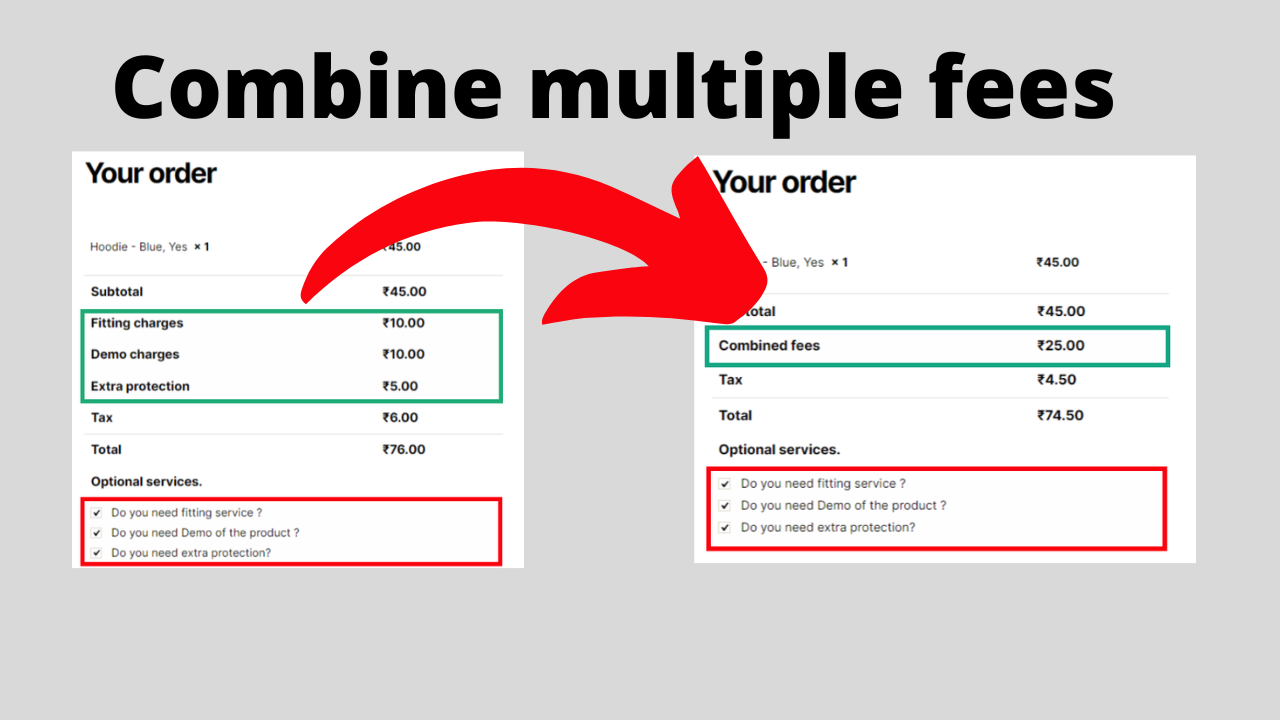 Combine multiple fees
Your order
Hoodie - Blue, Yes × 1 ₹45.00
Subtotal ₹45.00
Fitting charges ₹10.00
Demo charges ₹10.00
Extra protection ₹5.00
Tax ₹6.00
Total ₹76.00
Optional services.
Do you need fitting service ?
Do you need Demo of the product ?
Do you need extra protection?
Your order
- Blue, Yes × 1 ₹45.00
total ₹45.00
Combined fees ₹25.00
Tax ₹4.50
Total ₹74.50
Optional services.
Do you need fitting service ?
Do you need Demo of the product ?
Do you need extra protection?